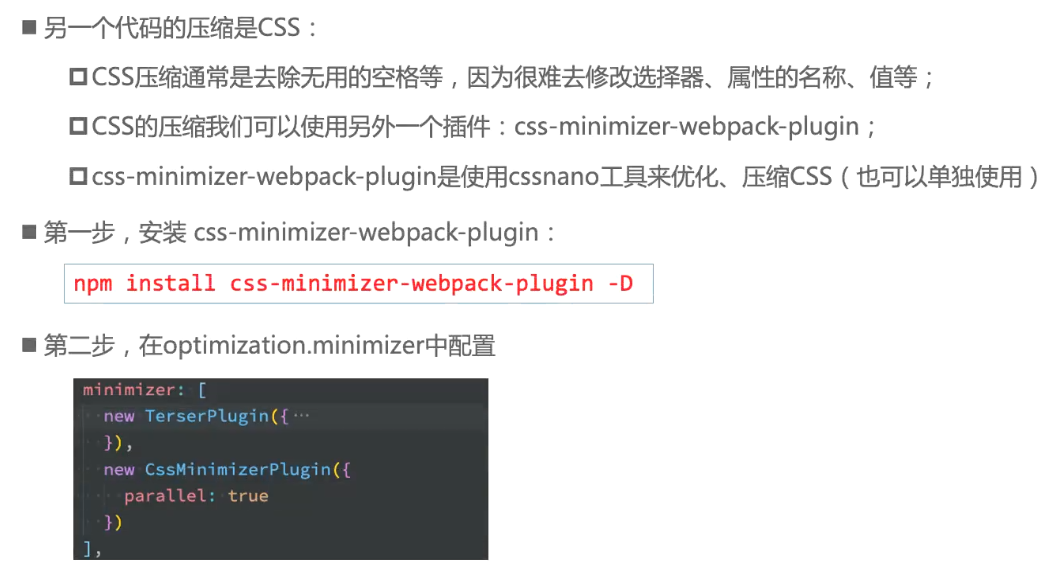 ■ 另一个代码的压缩是CSS：
CSS压缩通常是去除无用的空格等，因为很难去修改选择器、属性的名称、值等；
CSS的压缩我们可以使用另外一个插件：css-minimizer-webpack-plugin；
css-minimizer-webpack-plugin是使用cssnano工具来优化、压缩CSS（也可以单独使用）
■ 第一步，安装 css-minimizer-webpack-plugin：
npm install css-minimizer-webpack-plugin -D
■ 第二步，在optimization.minimizer中配置
minimizer: [
new TerserPlugin({···
}),
new CssMinimizerPlugin({
parallel: true
})
],